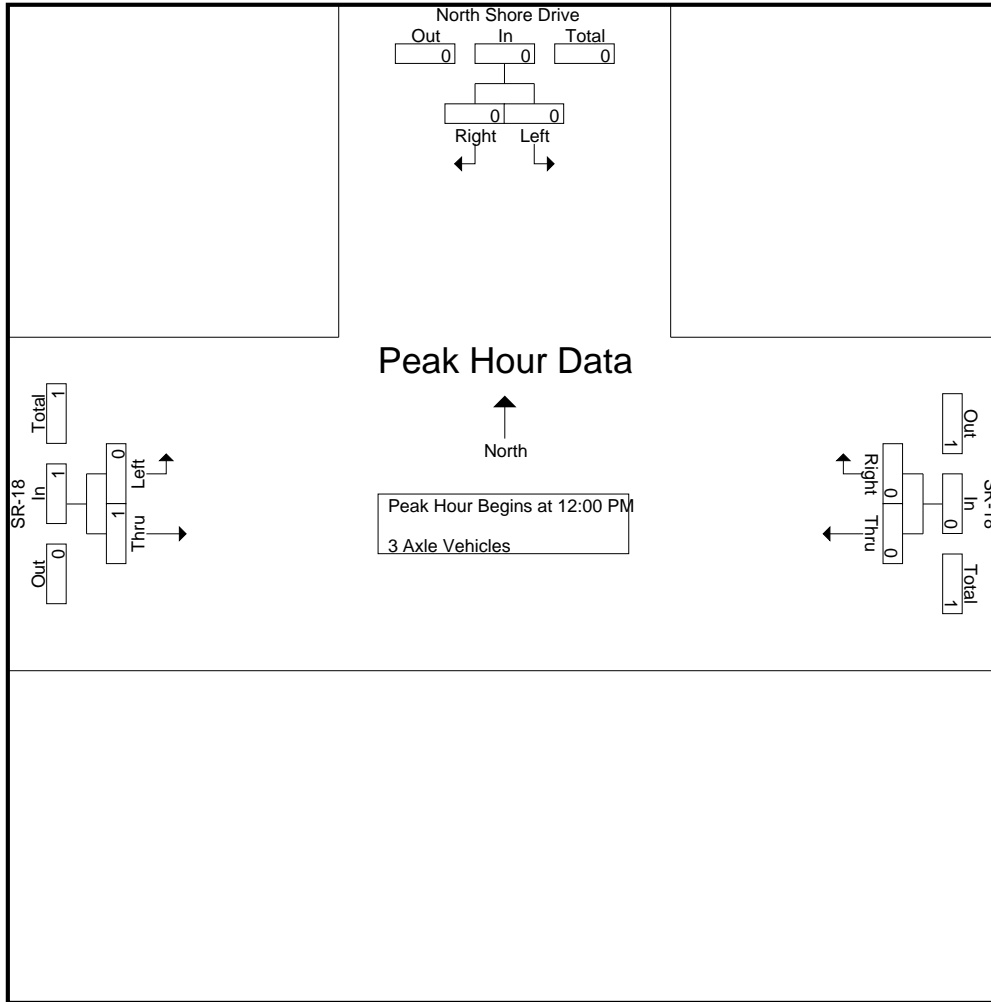 North Shore Drive
Out In Total
0 0 0
0 0
Right Left
Peak Hour Data
North
Peak Hour Begins at 12:00 PM
3 Axle Vehicles
SR-18
Total In Out
1 1 0
0 1
Left Thru
Right Thru
0 0
Out In Total
1 0 1
SR-18